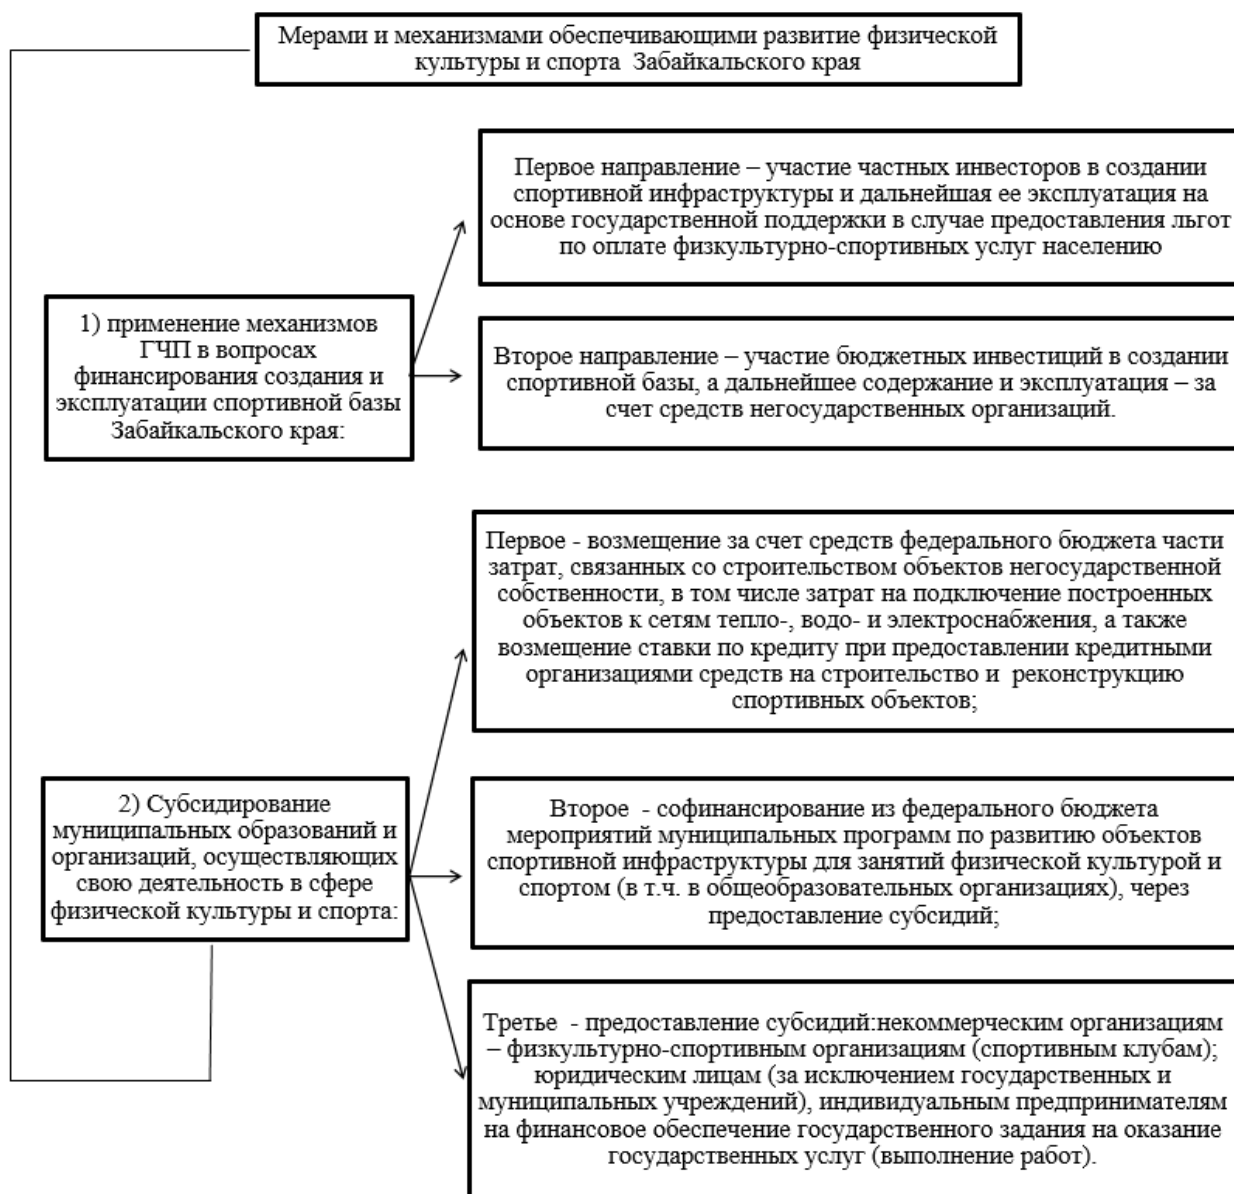 Мерами и механизмами обеспечивающими развитие физической
культуры и спорта Забайкальского края
1) применение механизмов
ГЧП в вопросах
финансирования создания и
эксплуатации спортивной базы
Забайкальского края:
Первое направление – участие частных инвесторов в создании
спортивной инфраструктуры и дальнейшая ее эксплуатация на
основе государственной поддержки в случае предоставления льгот
по оплате физкультурно-спортивных услуг населению
Второе направление – участие бюджетных инвестиций в создании
спортивной базы, а дальнейшее содержание и эксплуатация – за
счет средств негосударственных организаций.
2) Субсидирование
муниципальных образований и
организаций, осуществляющих
свою деятельность в сфере
физической культуры и спорта:
Первое - возмещение за счет средств федерального бюджета части
затрат, связанных со строительством объектов негосударственной
собственности, в том числе затрат на подключение построенных
объектов к сетям тепло-, водо- и электроснабжения, а также
возмещение ставки по кредиту при предоставлении кредитными
организациями средств на строительство и реконструкцию
спортивных объектов;
Второе - софинансирование из федерального бюджета
мероприятий муниципальных программ по развитию объектов
спортивной инфраструктуры для занятий физической культурой и
спортом (в т.ч. в общеобразовательных организациях), через
предоставление субсидий;
Третье - предоставление субсидий:некоммерческим организациям
– физкультурно-спортивным организациям (спортивным клубам);
юридическим лицам (за исключением государственных и
муниципальных учреждений), индивидуальным предпринимателям
на финансовое обеспечение государственного задания на оказание
государственных услуг (выполнение работ).